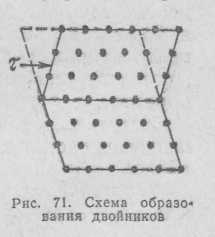 τ
Рис. 71. Схема образо-
вания двойников